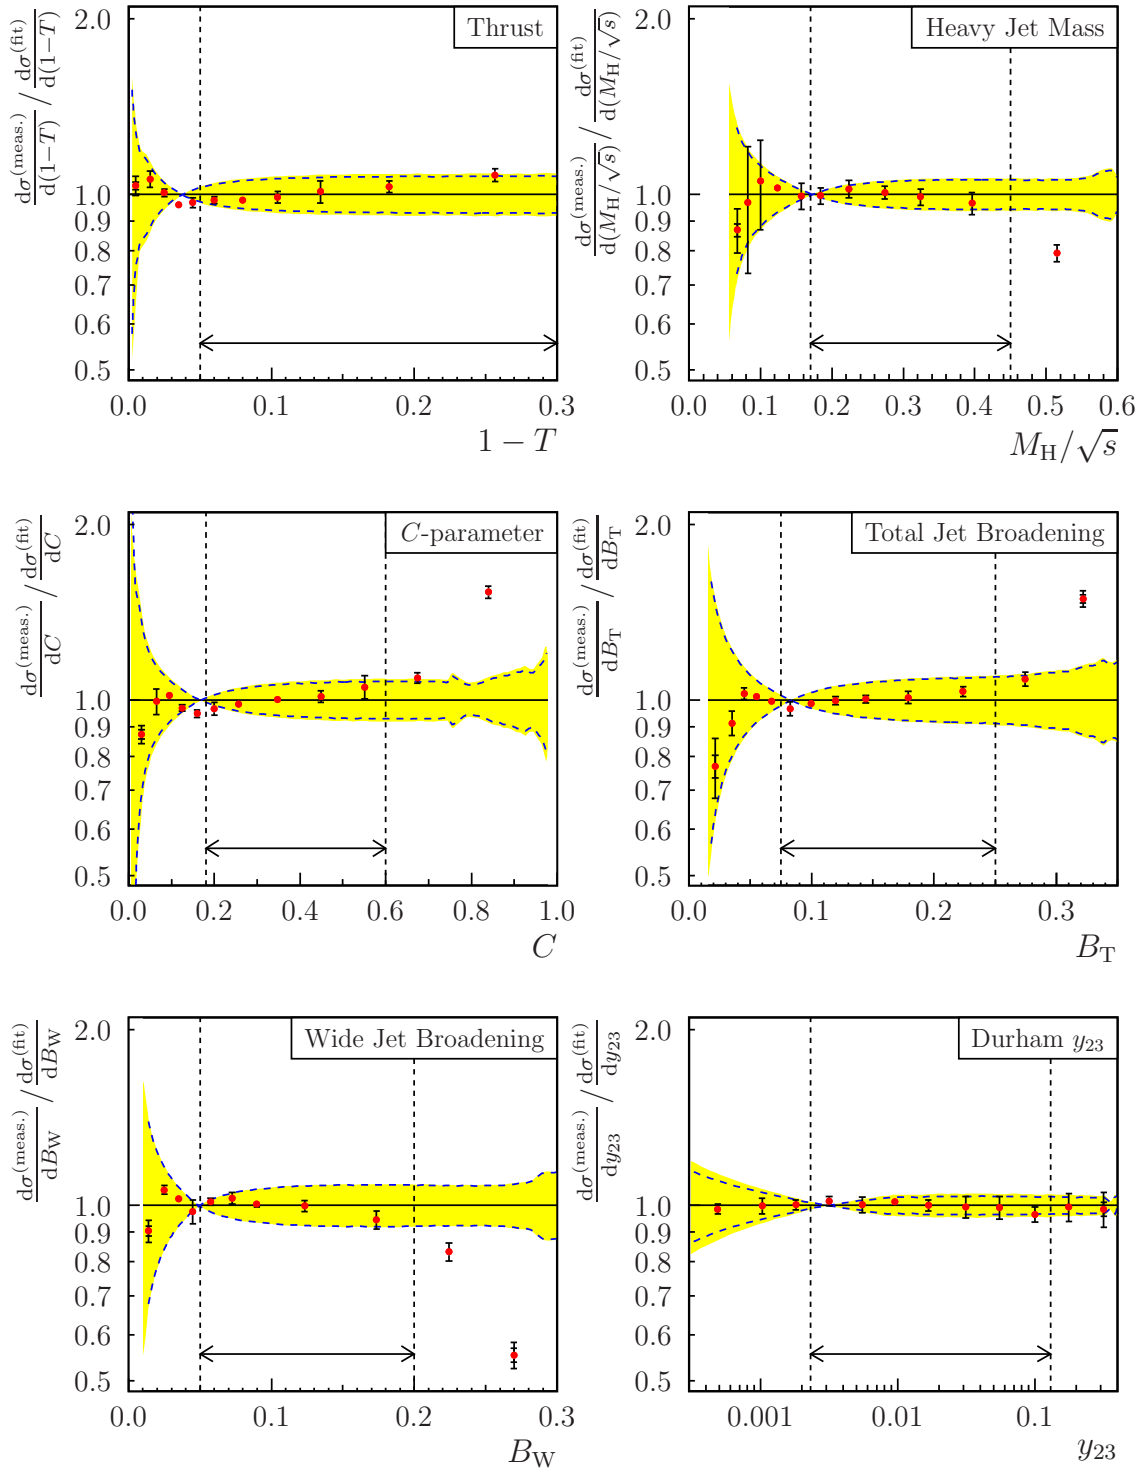 Thrust
dσ^(meas.)/d(1−T) / dσ^(fit)/d(1−T)
2.0
1.0
0.9
0.8
0.7
0.6
0.5
0.0 0.1 0.2 0.3
1 − T
Heavy Jet Mass
dσ^(meas.)/d(M_H/√s) / dσ^(fit)/d(M_H/√s)
2.0
1.0
0.9
0.8
0.7
0.6
0.5
0.0 0.1 0.2 0.3 0.4 0.5 0.6
M_H/√s
C-parameter
dσ^(meas.)/dC / dσ^(fit)/dC
2.0
1.0
0.9
0.8
0.7
0.6
0.5
0.0 0.2 0.4 0.6 0.8 1.0
C
Total Jet Broadening
dσ^(meas.)/dB_T / dσ^(fit)/dB_T
2.0
1.0
0.9
0.8
0.7
0.6
0.5
0.0 0.1 0.2 0.3
B_T
Wide Jet Broadening
dσ^(meas.)/dB_W / dσ^(fit)/dB_W
2.0
1.0
0.9
0.8
0.7
0.6
0.5
0.0 0.1 0.2 0.3
B_W
Durham y_23
dσ^(meas.)/dy_23 / dσ^(fit)/dy_23
2.0
1.0
0.9
0.8
0.7
0.6
0.5
0.001 0.01 0.1
y_23